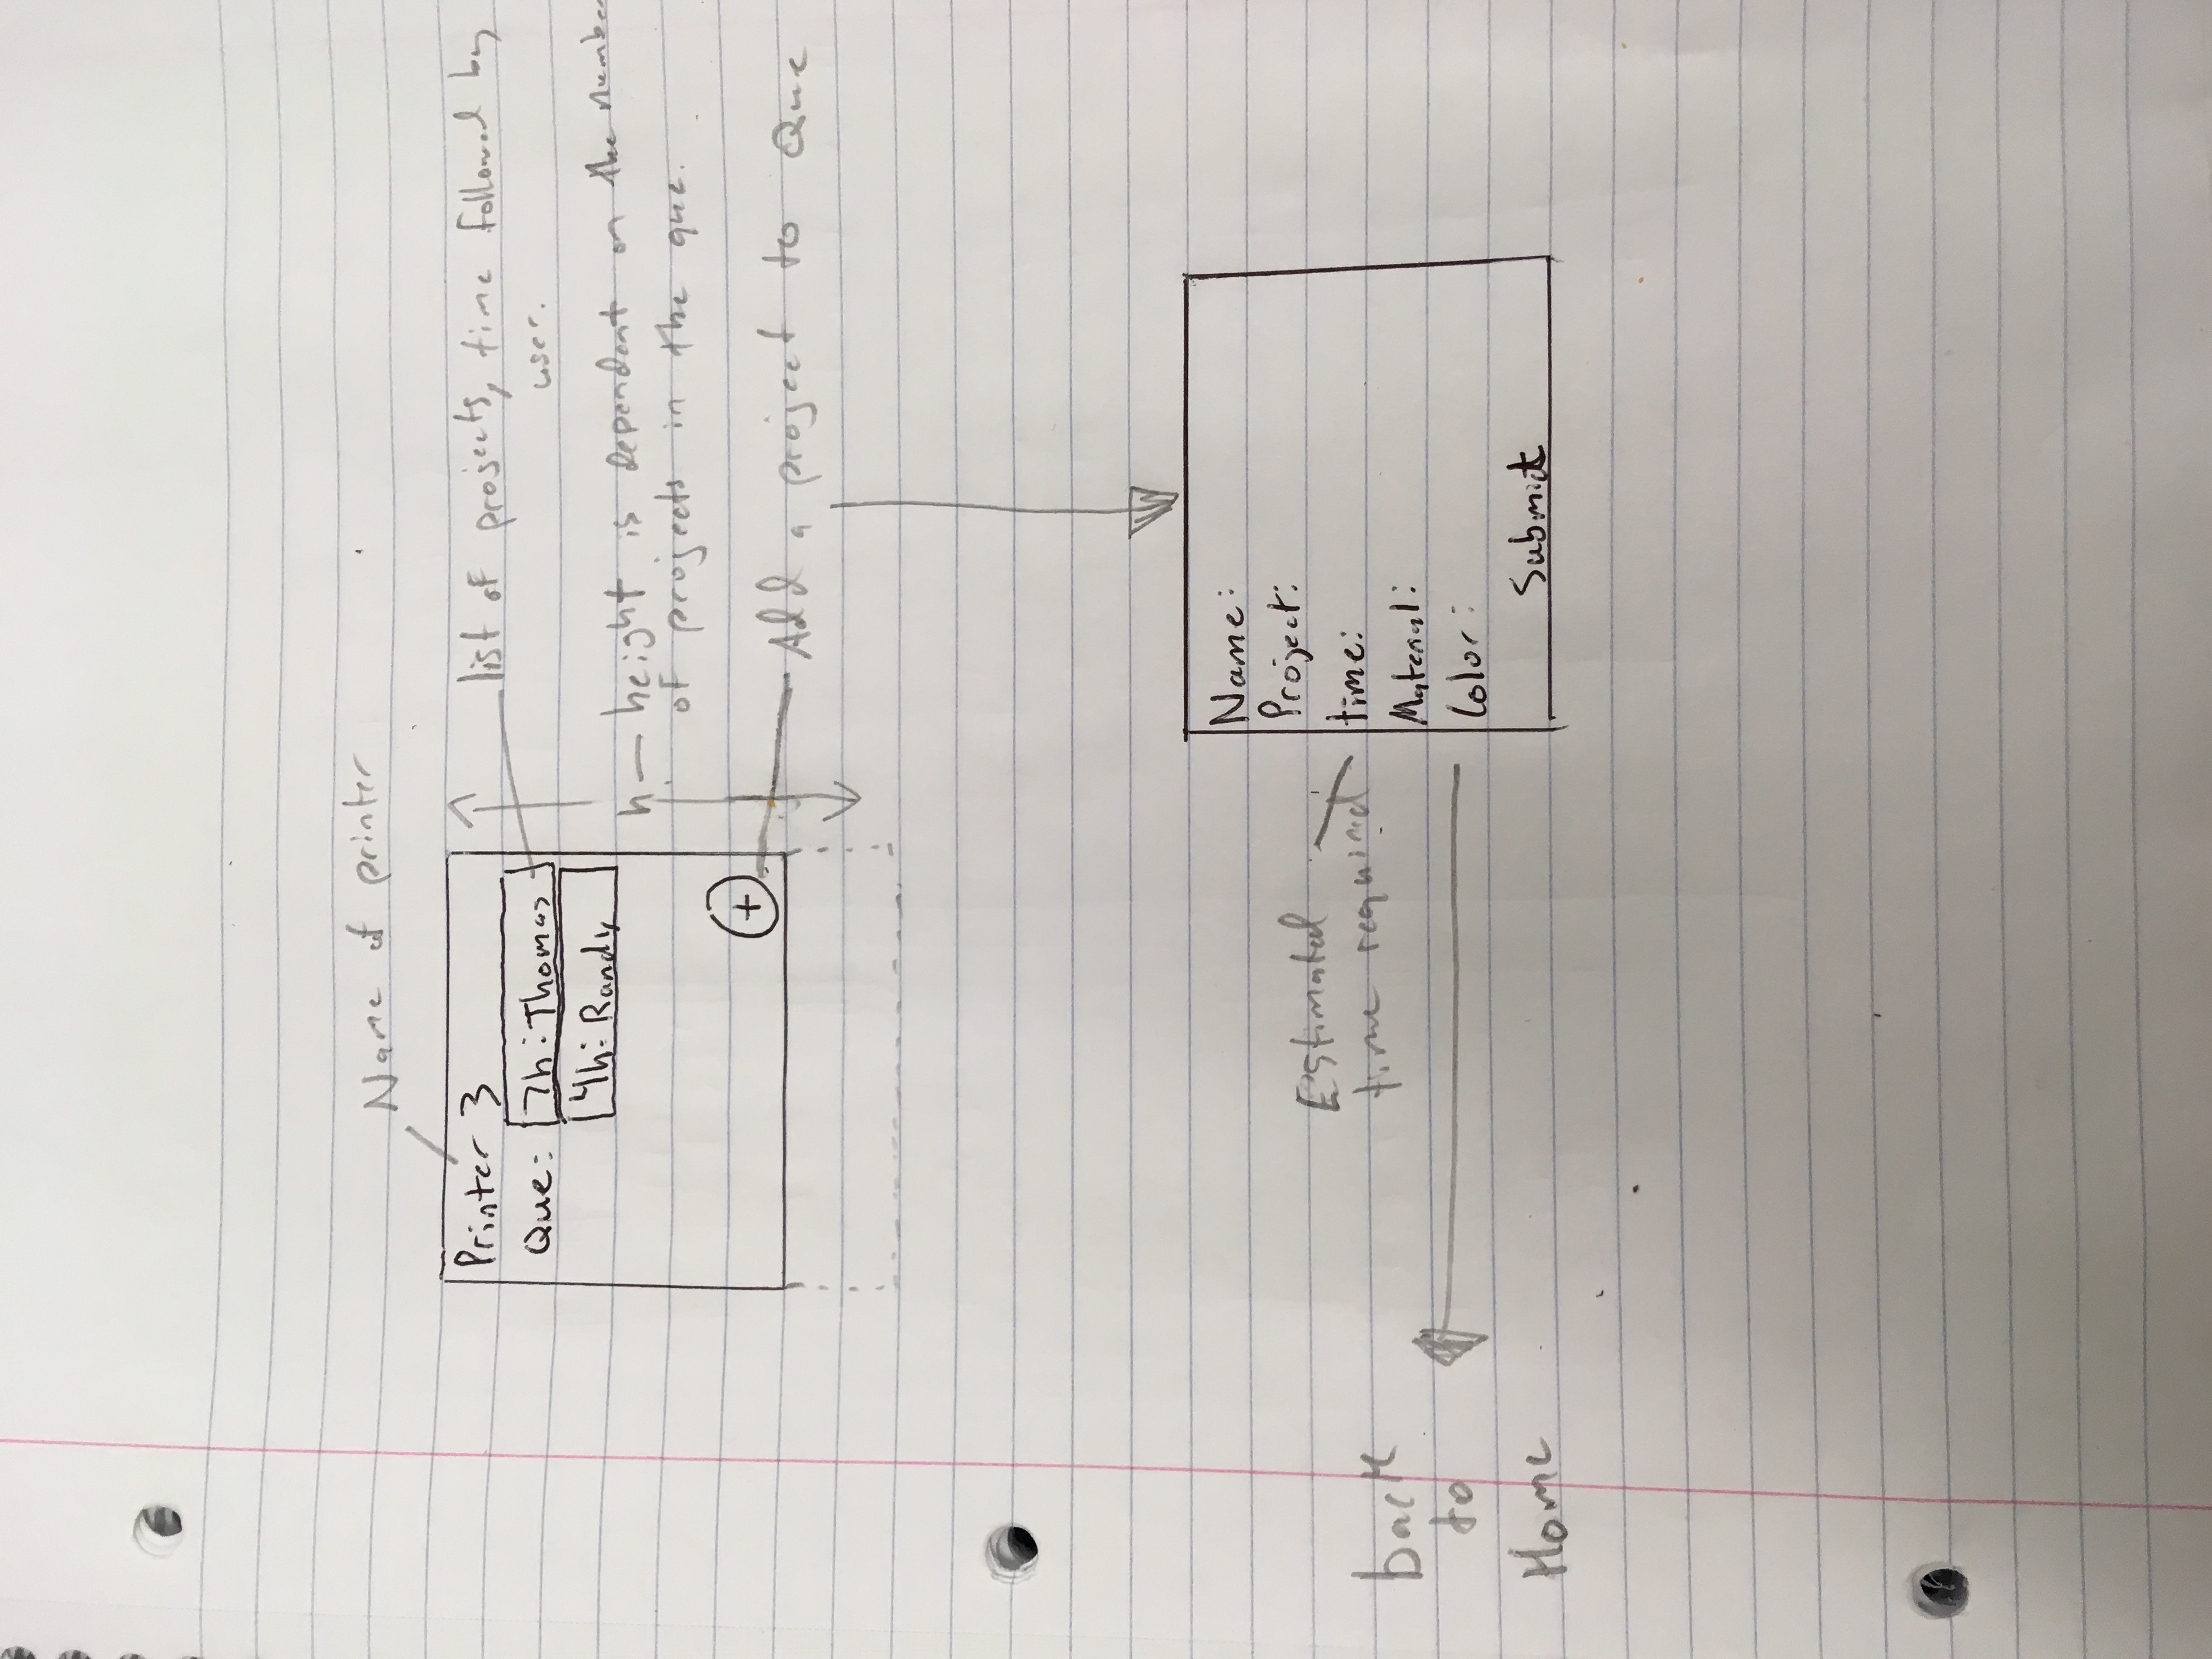 Name of printer
Printer 3
Que: 7h: Thomas
4h: Randy
list of projects, time followed by
user.
h — height is dependent on the number
of projects in the que.
+
Add a project to Que
Name:
Project:
time:
Material:
Color:
Submit
Estimated
time required
back
to
Home